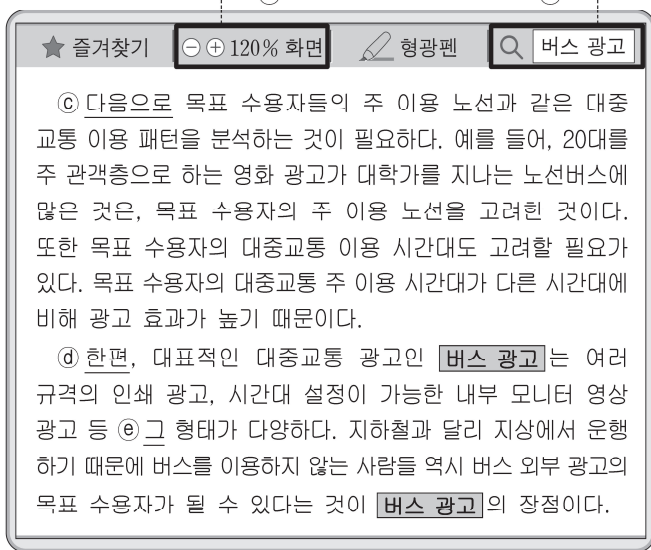 ★ 즐겨찾기 ⊖⊕120% 화면 형광펜 버스 광고
ⓒ 다음으로 목표 수용자들의 주 이용 노선과 같은 대중
교통 이용 패턴을 분석하는 것이 필요하다. 예를 들어, 20대를
주 관객층으로 하는 영화 광고가 대학가를 지나는 노선버스에
많은 것은, 목표 수용자의 주 이용 노선을 고려한 것이다.
또한 목표 수용자의 대중교통 이용 시간대도 고려할 필요가
있다. 목표 수용자의 대중교통 주 이용 시간대가 다른 시간대에
비해 광고 효과가 높기 때문이다.
ⓓ 한편, 대표적인 대중교통 광고인 버스 광고는 여러
규격의 인쇄 광고, 시간대 설정이 가능한 내부 모니터 영상
광고 등 ⓔ 그 형태가 다양하다. 지하철과 달리 지상에서 운행
하기 때문에 버스를 이용하지 않는 사람들 역시 버스 외부 광고의
목표 수용자가 될 수 있다는 것이 버스 광고의 장점이다.